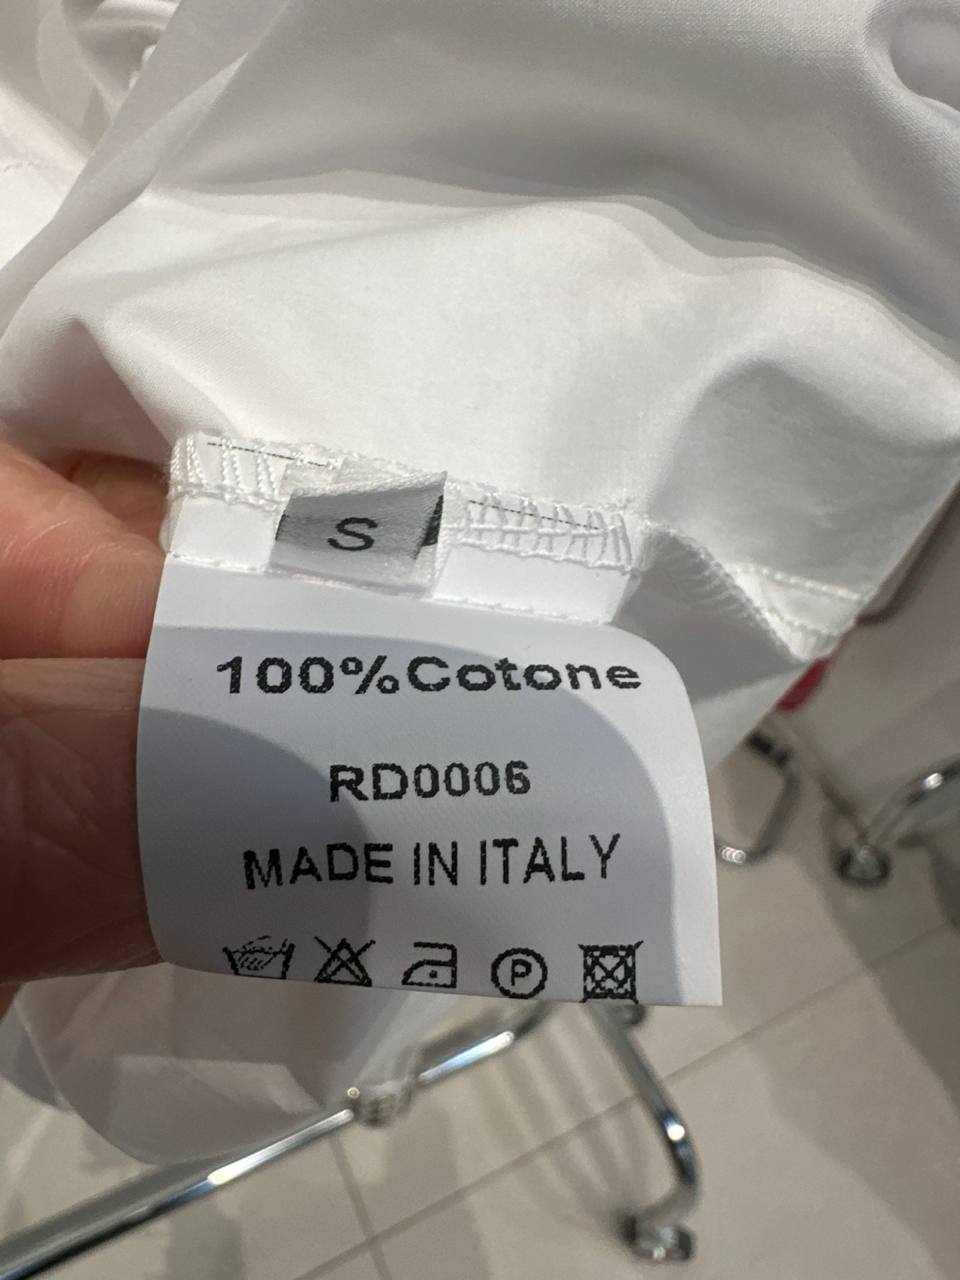 S
100%Cotone
RD0006
MADE IN ITALY
P